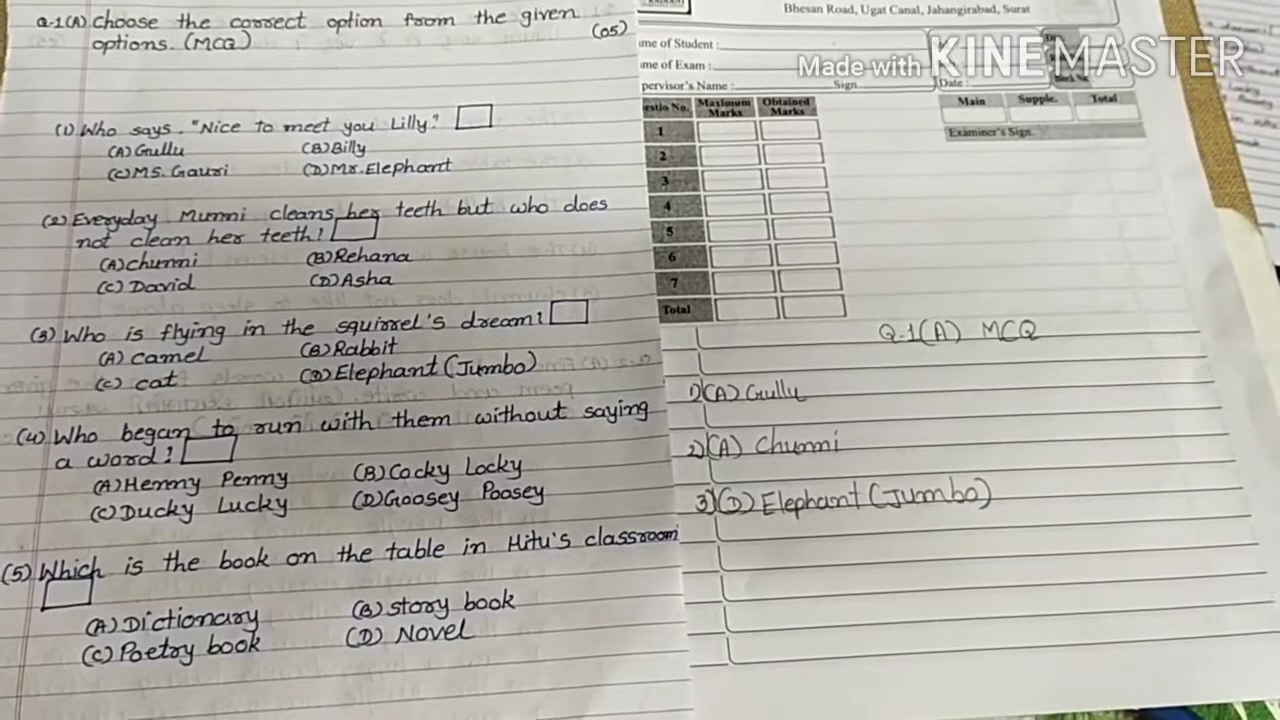 Q.1(A) Choose the correct option from the given
options. (MCQ) (05)
(1) Who says. "Nice to meet you Lilly?
(A) Gullu (B) Billy
(C) MS. Gauri (D) Mr. Elephant
(2) Everyday Munni cleans her teeth but who does
not clean her teeth?
(A) chunni (B) Rehana
(C) David (D) Asha
(3) Who is flying in the squirrel's dream?
(A) camel (B) Rabbit
(C) cat (D) Elephant (Jumbo)
(4) Who began to run with them without saying
a word?
(A) Henny Penny (B) Cocky Locky
(C) Ducky Lucky (D) Goosey Poosey
(5) Which is the book on the table in Hitu's classroom
(A) Dictionary (B) story book
(C) Poetry book (D) Novel
Bhesan Road, Ugat Canal, Jahangirabad, Surat
me of Student :
me of Exam :
pervisor's Name : Sign Date :
Made with KINEMASTER
estio No. Maximum Marks Obtained Marks
Main Supple. Total
Examiner's Sign.
1
2
3
4
5
6
7
Total
Q.1(A) MCQ
1) (A) Gullu
2) (A) Chunni
3) (D) Elephant (Jumbo)